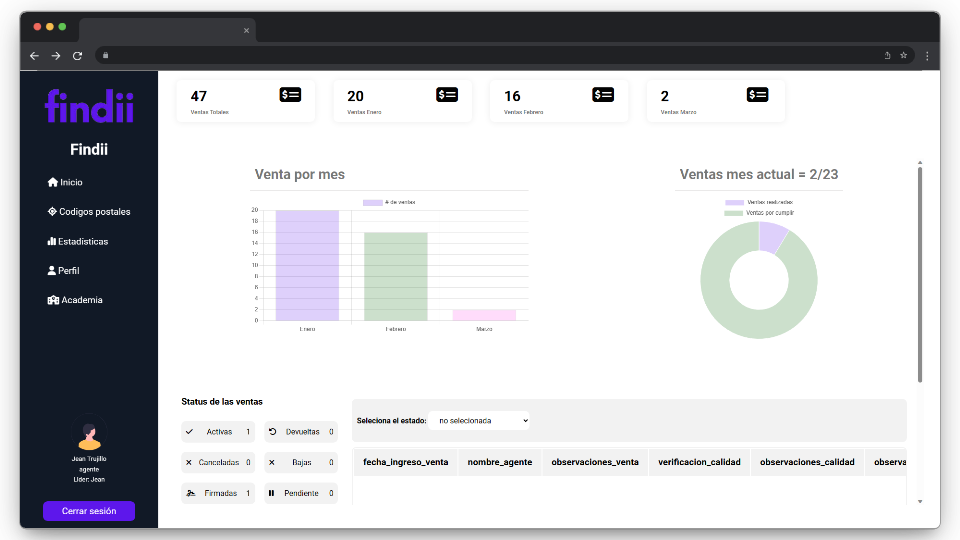 findii
Findii
Inicio
Codigos postales
Estadísticas
Perfil
Academia
Jean Trujillo
agente
Líder: Jean
Cerrar sesión
47
Ventas Totales
20
Ventas Enero
16
Ventas Febrero
2
Ventas Marzo
Venta por mes
# de ventas
20
18
16
14
12
10
8
6
4
2
0
Enero
Febrero
Marzo
Ventas mes actual = 2/23
Ventas realizadas
Ventas por cumplir
Status de las ventas
Activas 1
Devueltas 0
Canceladas 0
Bajas 0
Firmadas 1
Pendiente 0
Seleciona el estado: no selecionada
fecha_ingreso_venta nombre_agente observaciones_venta verificacion_calidad observaciones_calidad observa